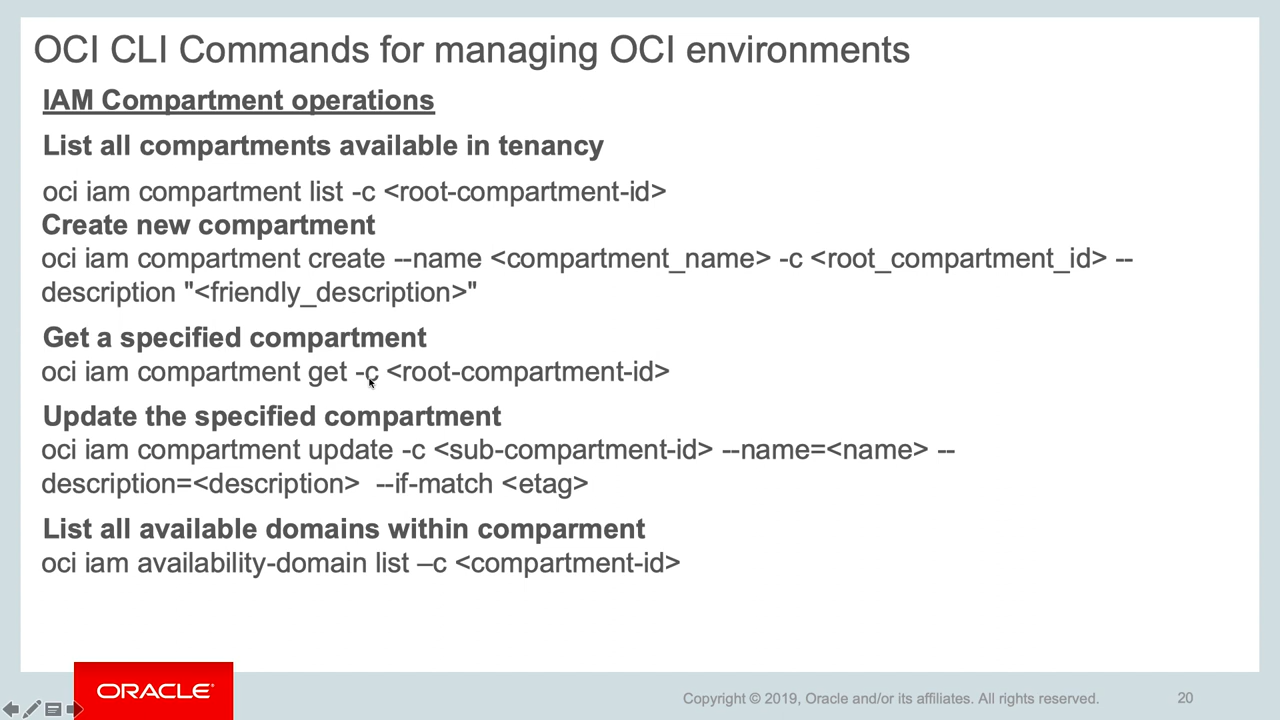 OCI CLI Commands for managing OCI environments
IAM Compartment operations
List all compartments available in tenancy
oci iam compartment list -c <root-compartment-id>
Create new compartment
oci iam compartment create --name <compartment_name> -c <root_compartment_id> --
description "<friendly_description>"
Get a specified compartment
oci iam compartment get -c <root-compartment-id>
Update the specified compartment
oci iam compartment update -c <sub-compartment-id> --name=<name> --
description=<description>  --if-match <etag>
List all available domains within comparment
oci iam availability-domain list –c <compartment-id>
ORACLE®
Copyright © 2019, Oracle and/or its affiliates. All rights reserved.
20